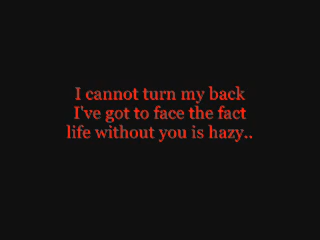 I cannot turn my back
I've got to face the fact
life without you is hazy..